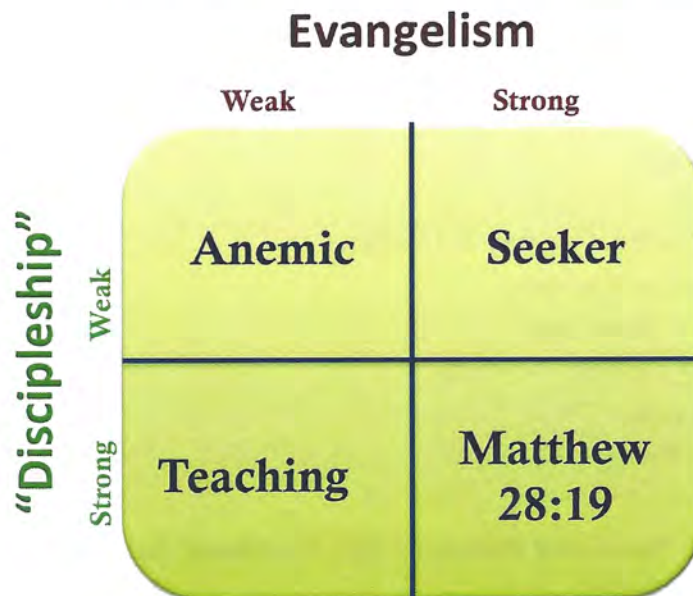 Evangelism
Weak Strong
"Discipleship"
Weak
Anemic Seeker
Strong
Teaching
Matthew
28:19